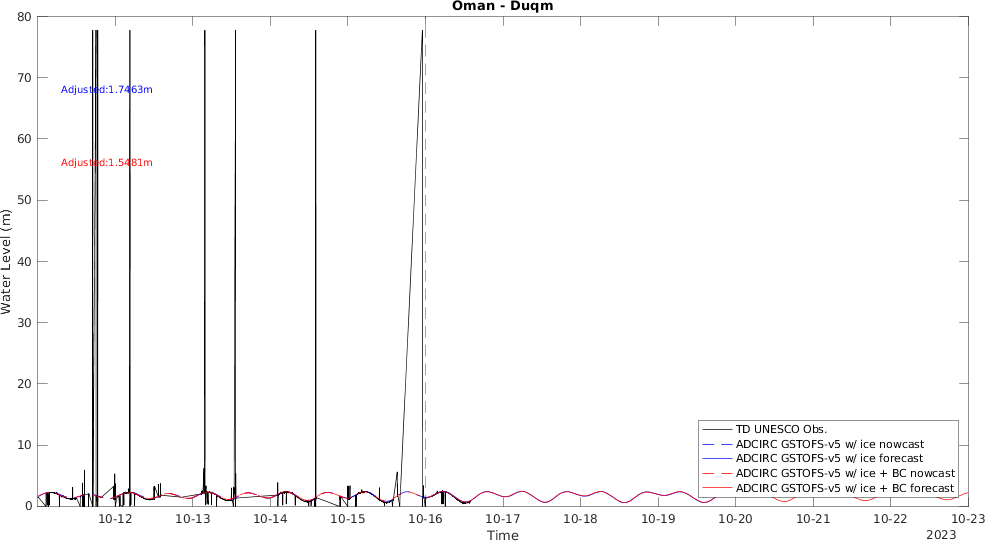 Oman - Duqm
80
70
60
50
40
30
20
10
0
Water Level (m)
Adjusted:1.7463m
Adjusted:1.5481m
TD UNESCO Obs.
ADCIRC GSTOFS-v5 w/ ice nowcast
ADCIRC GSTOFS-v5 w/ ice forecast
ADCIRC GSTOFS-v5 w/ ice + BC nowcast
ADCIRC GSTOFS-v5 w/ ice + BC forecast
10-12 10-13 10-14 10-15 10-16 10-17 10-18 10-19 10-20 10-21 10-22 10-23
Time
2023